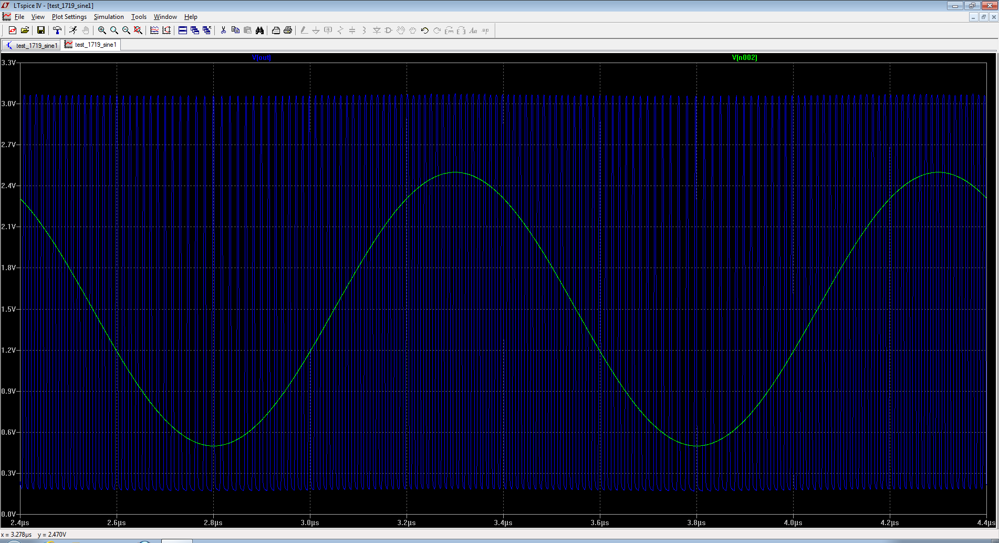 LTspice IV - [test_1719_sine1]
File View Plot Settings Simulation Tools Window Help
Aa .op
test_1719_sine1 test_1719_sine1
V(out) V(n002)
3.3V
3.0V
2.7V
2.4V
2.1V
1.8V
1.5V
1.2V
0.9V
0.6V
0.3V
0.0V
2.4µs 2.6µs 2.8µs 3.0µs 3.2µs 3.4µs 3.6µs 3.8µs 4.0µs 4.2µs 4.4µs
x = 3.278µs y = 2.470V